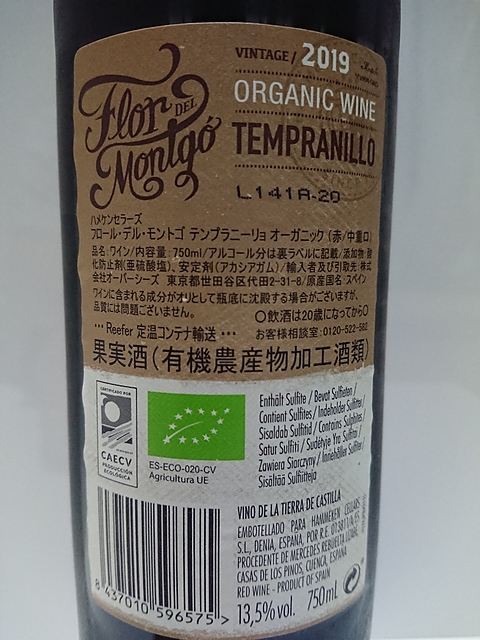 Flor DEL Montgó
VINTAGE / 2019
ORGANIC WINE
TEMPRANILLO
L141A-20
ハメケンセラーズ
フロール・デル・モントゴ テンプラニーリョ オーガニック (赤/中重口)
品名:ワイン/内容量:750ml/アルコール分は裏ラベルに記載/添加物:酸
化防止剤(亜硫酸塩)、安定剤(アカシアガム)/輸入者及び引取先:株式
会社オーバーシーズ 東京都世田谷区代田2-31-8/原産国名:スペイン
ワインに含まれる成分がオリとして瓶底に沈殿する場合がございますが、
品質には問題ございません。 〇飲酒は20歳になってから〇
… Reefer 定温コンテナ輸送 … お客様相談室:0120-522-582
果実酒(有機農産物加工酒類)
CERTIFICADO POR
CAECV
PRODUCCIÓN
ECOLÓGICA
ES-ECO-020-CV
Agricultura UE
Enthält Sulfite / Bevat Sulfieten /
Contient Sulfites / Indeholder Sulfitter /
Sisaldab Sulfitid / Contains Sulphites /
Satur Sulfīti / Sudėtyje Yra Sulfitai /
Zawiera Siarczyny / Innehåller Sulfiter /
Sisältää Sulfiitteja
VINO DE LA TIERRA DE CASTILLA
EMBOTELLADO PARA HAMMEKEN CELLARS
S.L., DENIA, ESPAÑA, POR R.E.
PROCEDENTE DE MERCEDES
CASAS DE LOS PINOS, CUENCA, ESPAÑA
RED WINE - PRODUCT OF SPAIN
13,5% vol. 750 mL
8 437010 596575 >